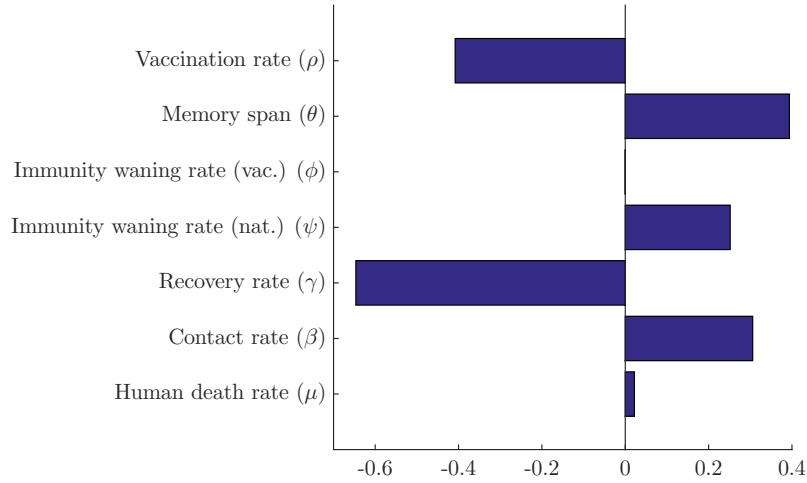 Vaccination rate (ρ)
Memory span (θ)
Immunity waning rate (vac.) (ϕ)
Immunity waning rate (nat.) (ψ)
Recovery rate (γ)
Contact rate (β)
Human death rate (μ)
-0.6 -0.4 -0.2 0 0.2 0.4